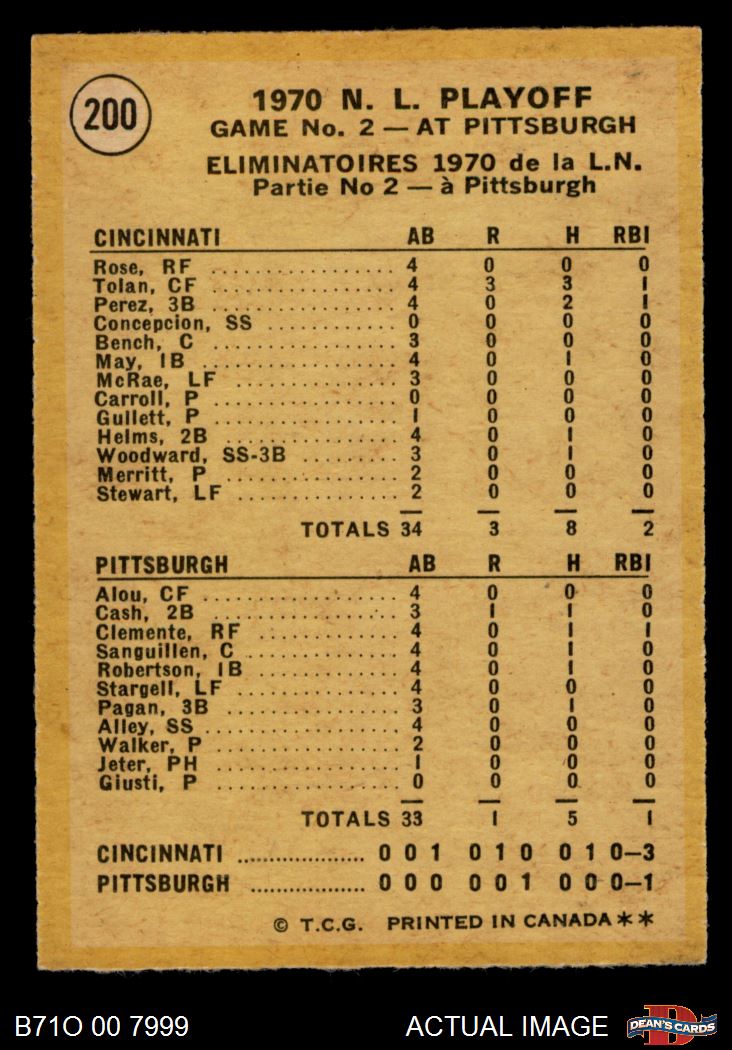 200
1970 N. L. PLAYOFF
GAME No. 2 — AT PITTSBURGH
ELIMINATOIRES 1970 de la L.N.
Partie No 2 — à Pittsburgh
CINCINNATI AB R H RBI
Rose, RF .................. 4 0 0 0
Tolan, CF .................. 4 3 3 1
Perez, 3B .................. 4 0 2 1
Concepcion, SS ............ 0 0 0 0
Bench, C .................. 3 0 0 0
May, 1B .................. 4 0 1 0
McRae, LF .................. 3 0 0 0
Carroll, P .................. 0 0 0 0
Gullett, P .................. 1 0 0 0
Helms, 2B .................. 4 0 1 0
Woodward, SS-3B ......... 3 0 1 0
Merritt, P .................. 2 0 0 0
Stewart, LF ............... 2 0 0 0
TOTALS 34 3 8 2
PITTSBURGH AB R H RBI
Alou, CF .................. 4 0 0 0
Cash, 2B .................. 3 1 1 0
Clemente, RF ............. 4 0 1 1
Sanguillen, C .............. 4 0 1 0
Robertson, 1B ............. 4 0 1 0
Stargell, LF ............... 4 0 0 0
Pagan, 3B ................ 3 0 1 0
Alley, SS .................. 4 0 0 0
Walker, P .................. 2 0 0 0
Jeter, PH .................. 1 0 0 0
Giusti, P .................. 0 0 0 0
TOTALS 33 1 5 1
CINCINNATI .................... 0 0 1 0 1 0 0 1 0—3
PITTSBURGH .................. 0 0 0 0 0 1 0 0 0—1
© T.C.G. PRINTED IN CANADA * *
B71O 00 7999 ACTUAL IMAGE DEAN'S CARDS